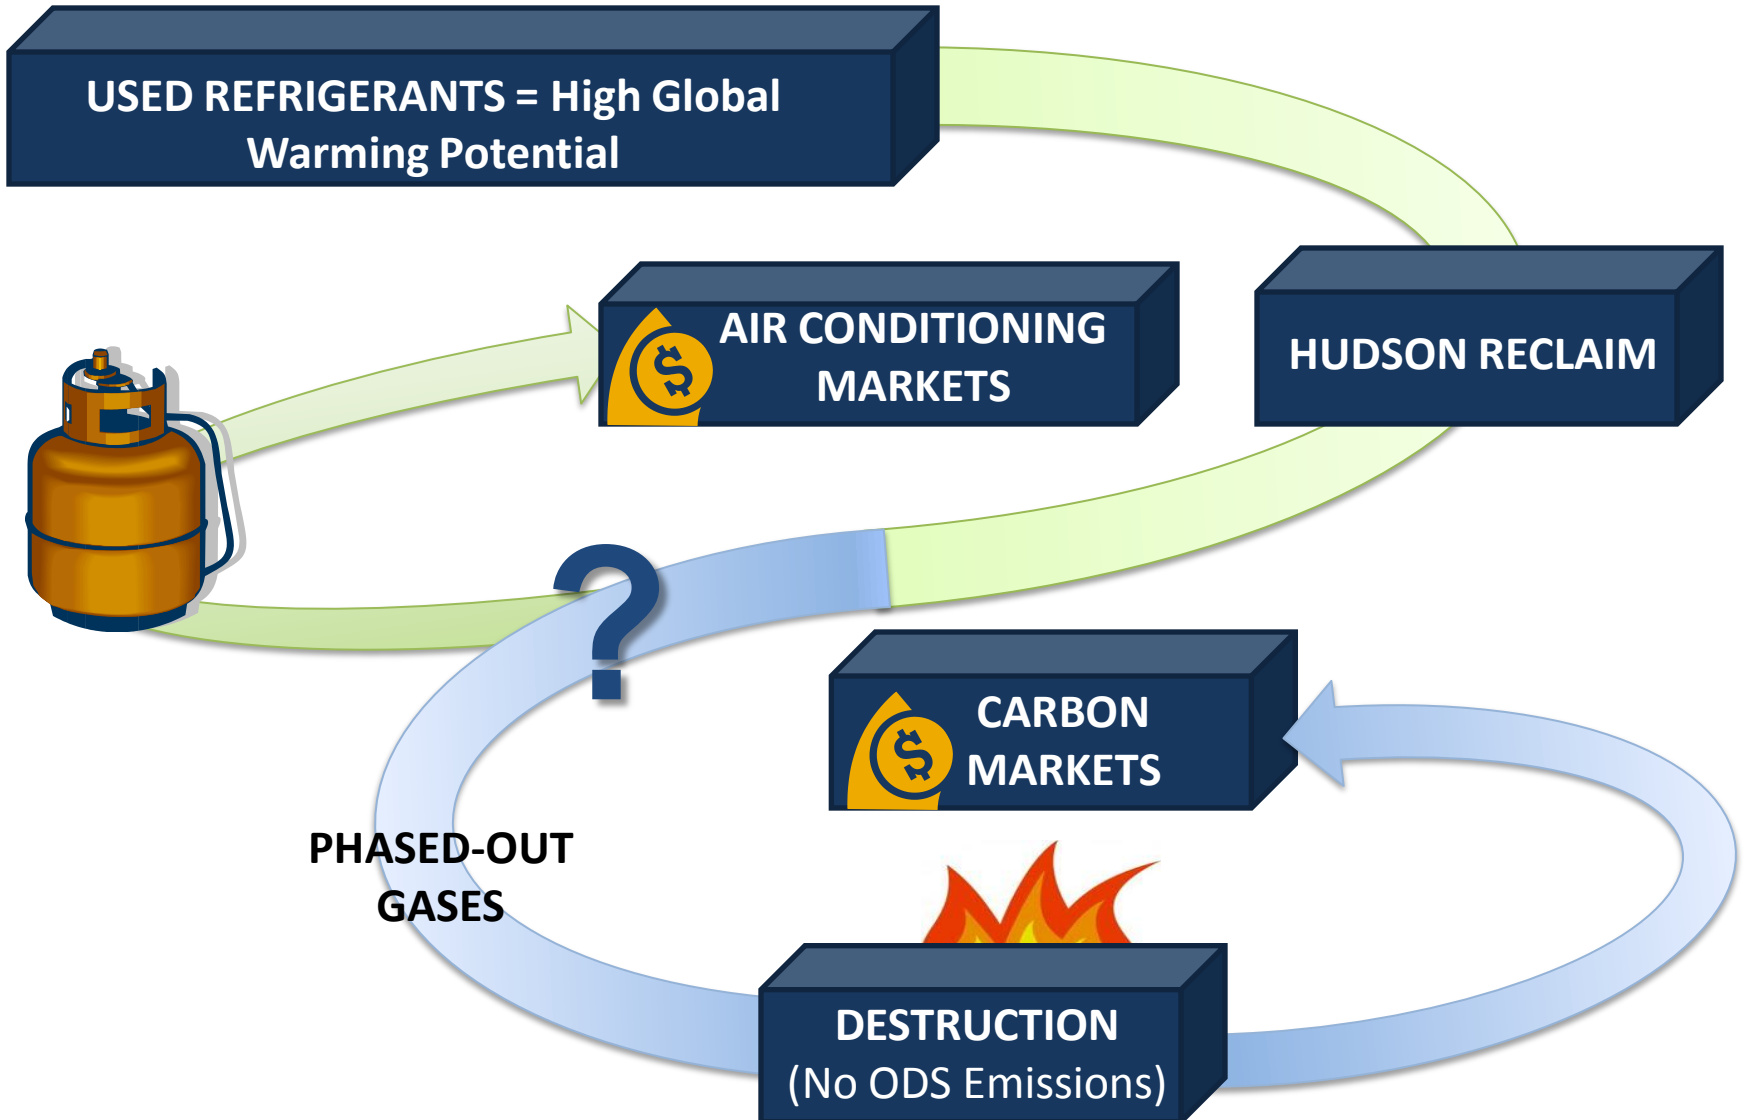 USED REFRIGERANTS = High Global
Warming Potential
AIR CONDITIONING
MARKETS
HUDSON RECLAIM
?
CARBON
MARKETS
PHASED-OUT
GASES
DESTRUCTION
(No ODS Emissions)